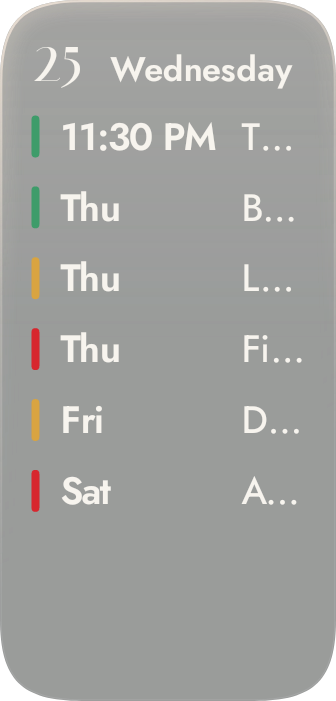 25 Wednesday
11:30 PM T...
Thu B...
Thu L...
Thu Fi...
Fri D...
Sat A...